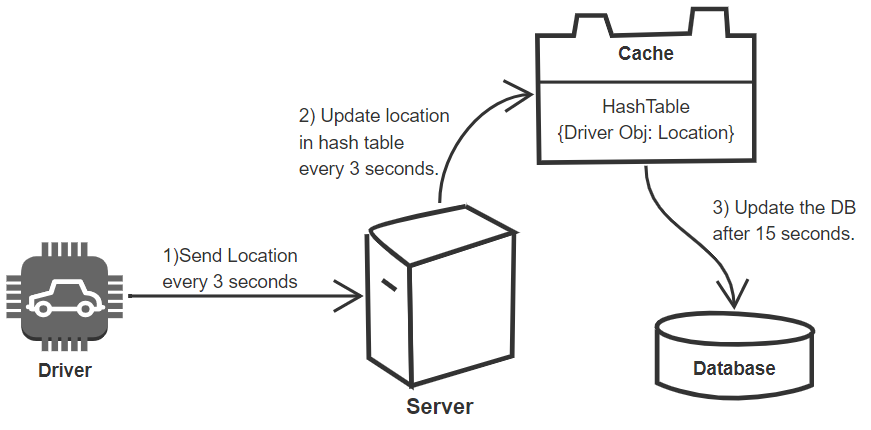 Cache
HashTable
{Driver Obj: Location}
2) Update location
in hash table
every 3 seconds.
3) Update the DB
after 15 seconds.
1)Send Location
every 3 seconds
Driver
Database
Server